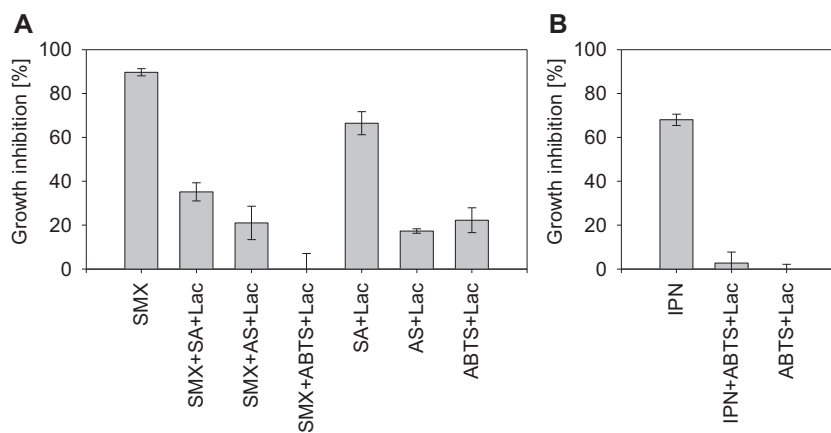 A
Growth inhibition [%]
100
80
60
40
20
0
SMX
SMX+SA+Lac
SMX+AS+Lac
SMX+ABTS+Lac
SA+Lac
AS+Lac
ABTS+Lac
B
Growth inhibition [%]
100
80
60
40
20
0
IPN
IPN+ABTS+Lac
ABTS+Lac